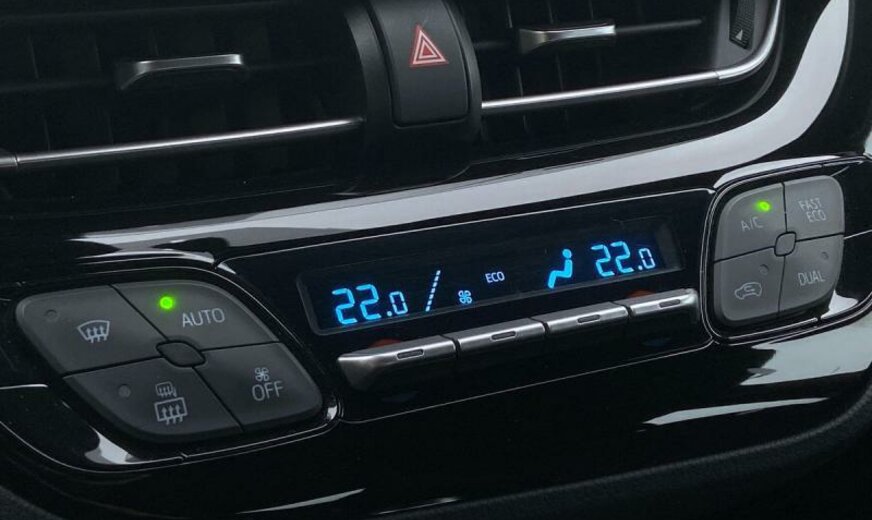 AUTO
OFF
22.0
ECO
22.0
A/C
FAST
ECO
DUAL